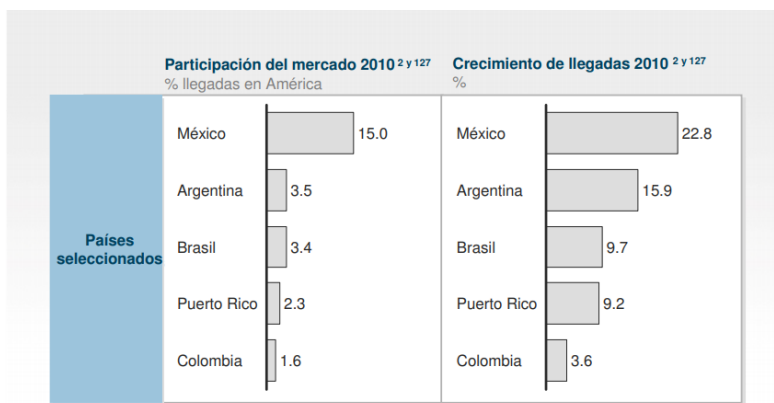 Participación del mercado 2010 2 y 127
% llegadas en América
Crecimiento de llegadas 2010 2 y 127
%
Países
seleccionados
México 15.0
Argentina 3.5
Brasil 3.4
Puerto Rico 2.3
Colombia 1.6
México 22.8
Argentina 15.9
Brasil 9.7
Puerto Rico 9.2
Colombia 3.6